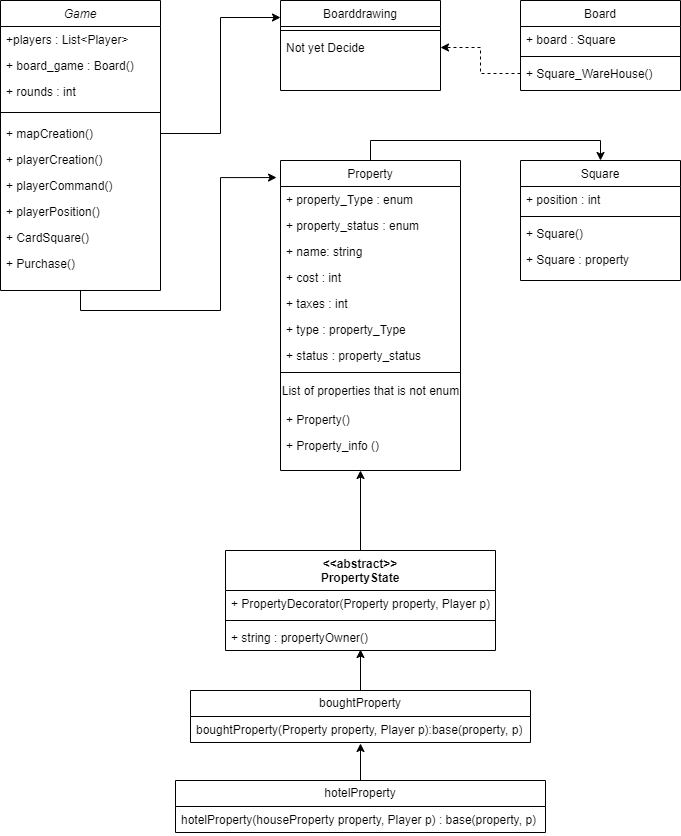 Game
+players : List<Player>
+ board_game : Board()
+ rounds : int
+ mapCreation()
+ playerCreation()
+ playerCommand()
+ playerPosition()
+ CardSquare()
+ Purchase()
Boarddrawing
Not yet Decide
Board
+ board : Square
+ Square_WareHouse()
Property
+ property_Type : enum
+ property_status : enum
+ name: string
+ cost : int
+ taxes : int
+ type : property_Type
+ status : property_status
List of properties that is not enum
+ Property()
+ Property_info ()
Square
+ position : int
+ Square()
+ Square : property
<<abstract>>
PropertyState
+ PropertyDecorator(Property property, Player p)
+ string : propertyOwner()
boughtProperty
boughtProperty(Property property, Player p):base(property, p)
hotelProperty
hotelProperty(houseProperty property, Player p) : base(property, p)